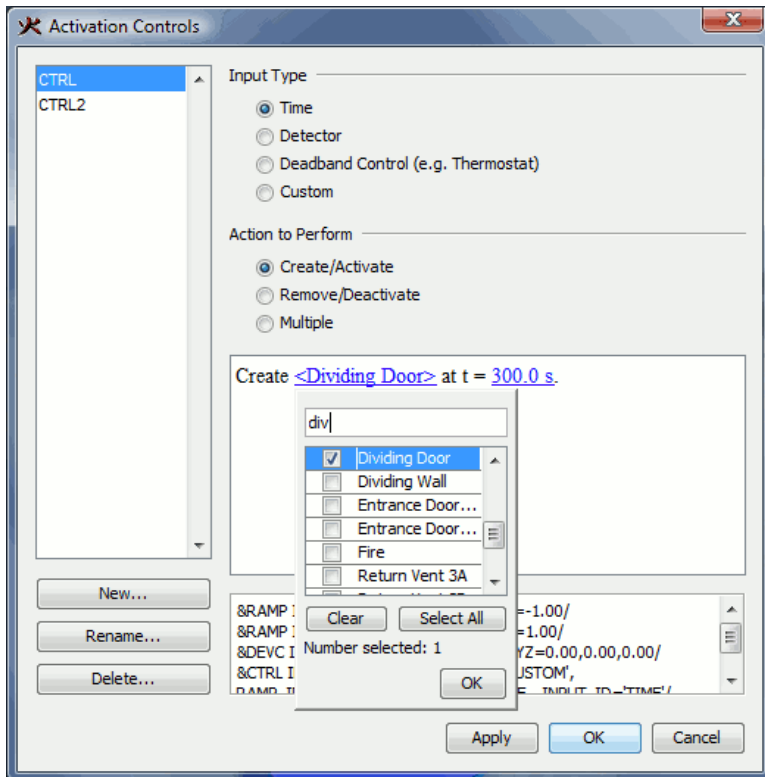 Activation Controls
CTRL
CTRL2
Input Type
Time
Detector
Deadband Control (e.g. Thermostat)
Custom
Action to Perform
Create/Activate
Remove/Deactivate
Multiple
Create <Dividing Door> at t = 300.0 s.
div
Dividing Door
Dividing Wall
Entrance Door...
Entrance Door...
Fire
Return Vent 3A
Clear
Select All
Number selected: 1
OK
&RAMP =-1.00/
&RAMP =1.00/
&DEVC YZ=0.00,0.00,0.00/
&CTRL
INPUT_ID='TIME'/
New...
Rename...
Delete...
Apply
OK
Cancel